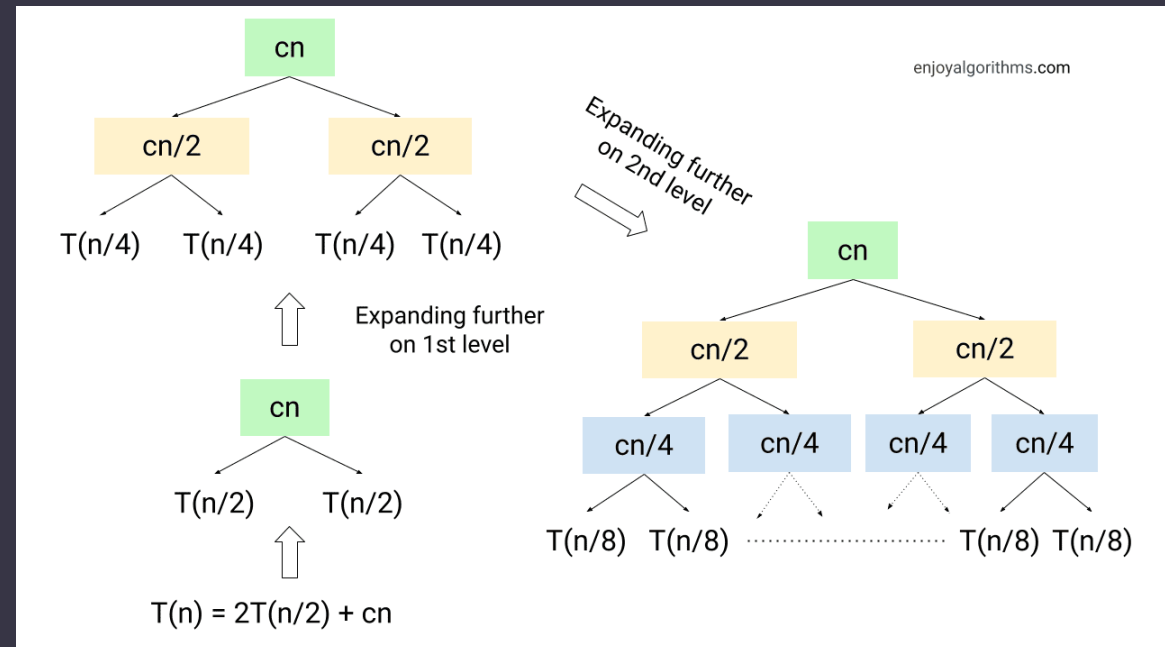 cn
enjoyalgorithms.com
cn/2 cn/2
T(n/4) T(n/4) T(n/4) T(n/4)
Expanding further
on 2nd level
Expanding further
on 1st level
cn
T(n/2) T(n/2)
T(n) = 2T(n/2) + cn
cn
cn/2 cn/2
cn/4 cn/4 cn/4 cn/4
T(n/8) T(n/8) T(n/8) T(n/8)